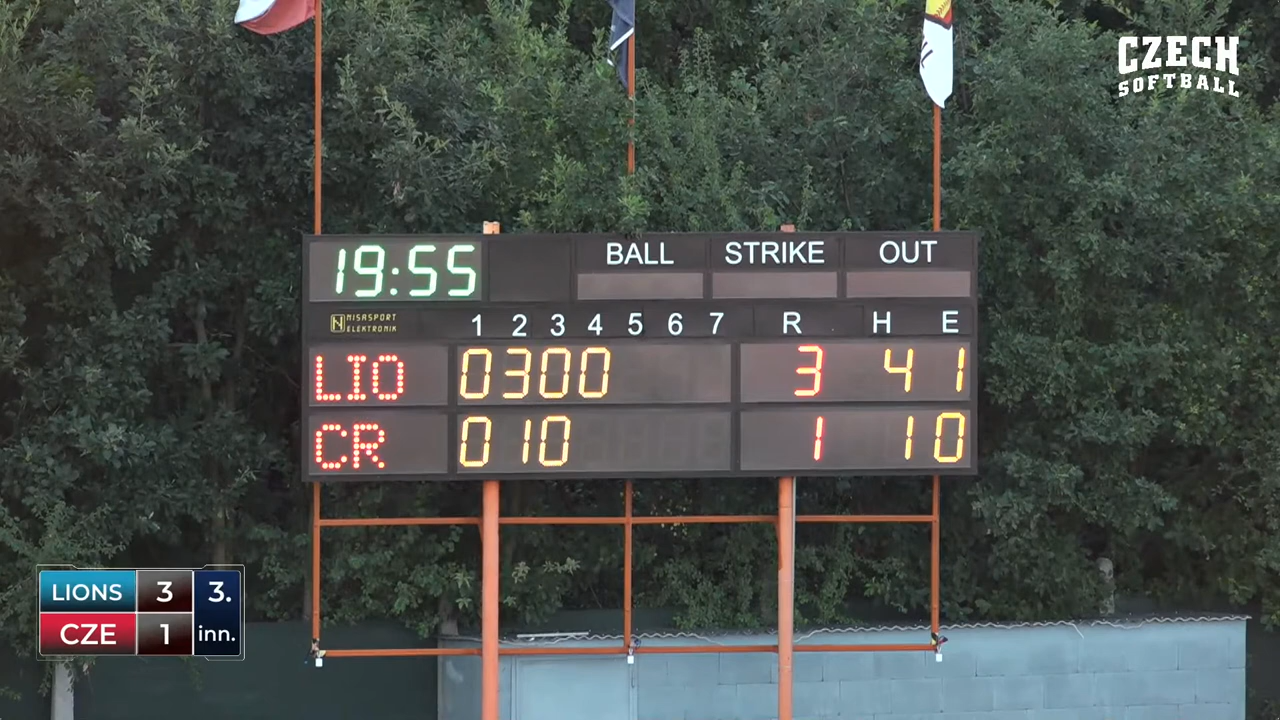 CZECH
SOFTBALL
19:55 BALL STRIKE OUT
NISASPORT
ELEKTRONIK
1 2 3 4 5 6 7 R H E
LIO 0300 3 4 1
CR 010 1 1 0
LIONS 3 3.
CZE 1 inn.